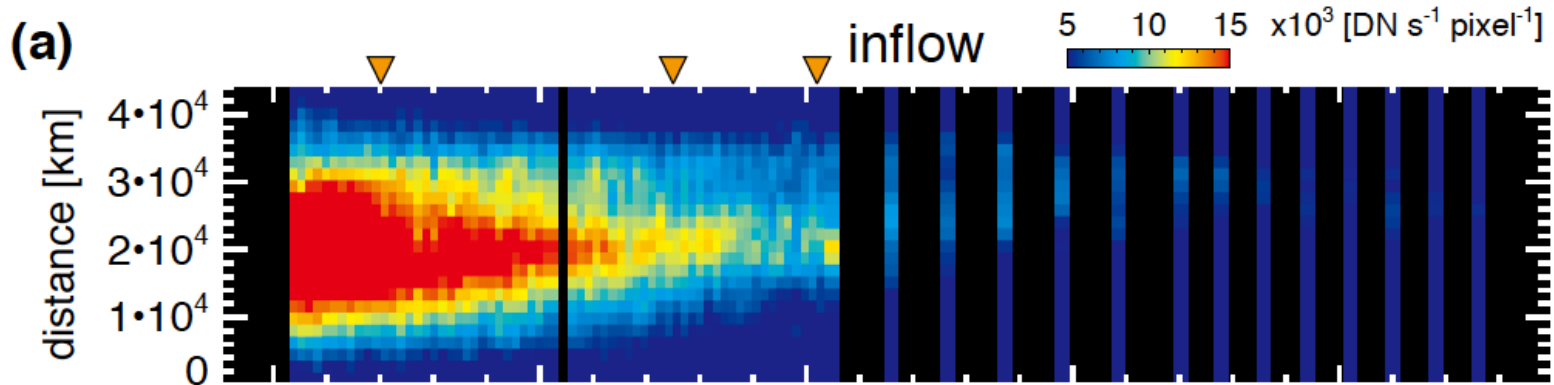 (a)
inflow
5 10 15 x10³ [DN s⁻¹ pixel⁻¹]
distance [km]
4•10⁴
3•10⁴
2•10⁴
1•10⁴
0